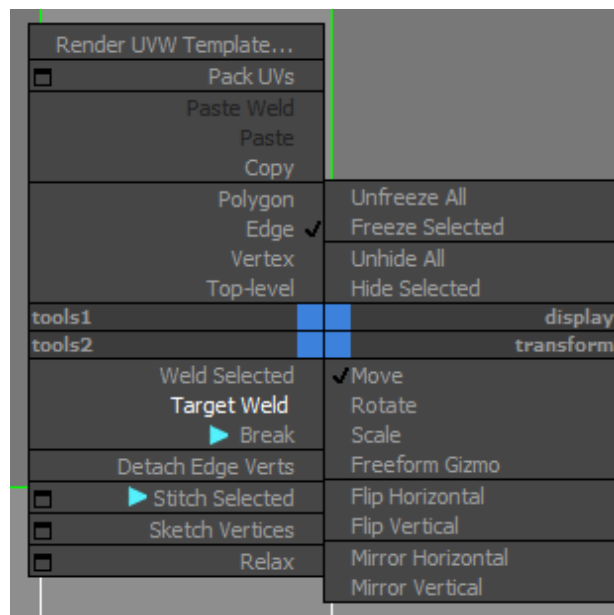 Render UVW Template...
Pack UVs
Paste Weld
Paste
Copy
Polygon
Edge
Vertex
Top-level
Unfreeze All
Freeze Selected
Unhide All
Hide Selected
tools1
display
tools2
transform
Weld Selected
Target Weld
Break
Detach Edge Verts
Stitch Selected
Sketch Vertices
Relax
Move
Rotate
Scale
Freeform Gizmo
Flip Horizontal
Flip Vertical
Mirror Horizontal
Mirror Vertical